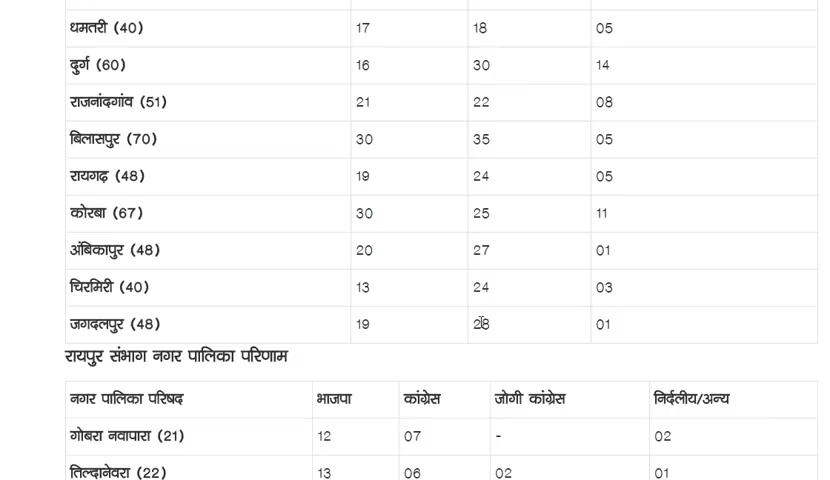 धमतरी (40) 17 18 05
दुर्ग (60) 16 30 14
राजनांदगांव (51) 21 22 08
बिलासपुर (70) 30 35 05
रायगढ़ (48) 19 24 05
कोरबा (67) 30 25 11
अंबिकापुर (48) 20 27 01
चिरमिरी (40) 13 24 03
जगदलपुर (48) 19 28 01
रायपुर संभाग नगर पालिका परिणाम
नगर पालिका परिषद भाजपा कांग्रेस जोगी कांग्रेस निर्दलीय/अन्य
गोबरा नवापारा (21) 12 07 - 02
तिल्दानेवरा (22) 13 06 02 01